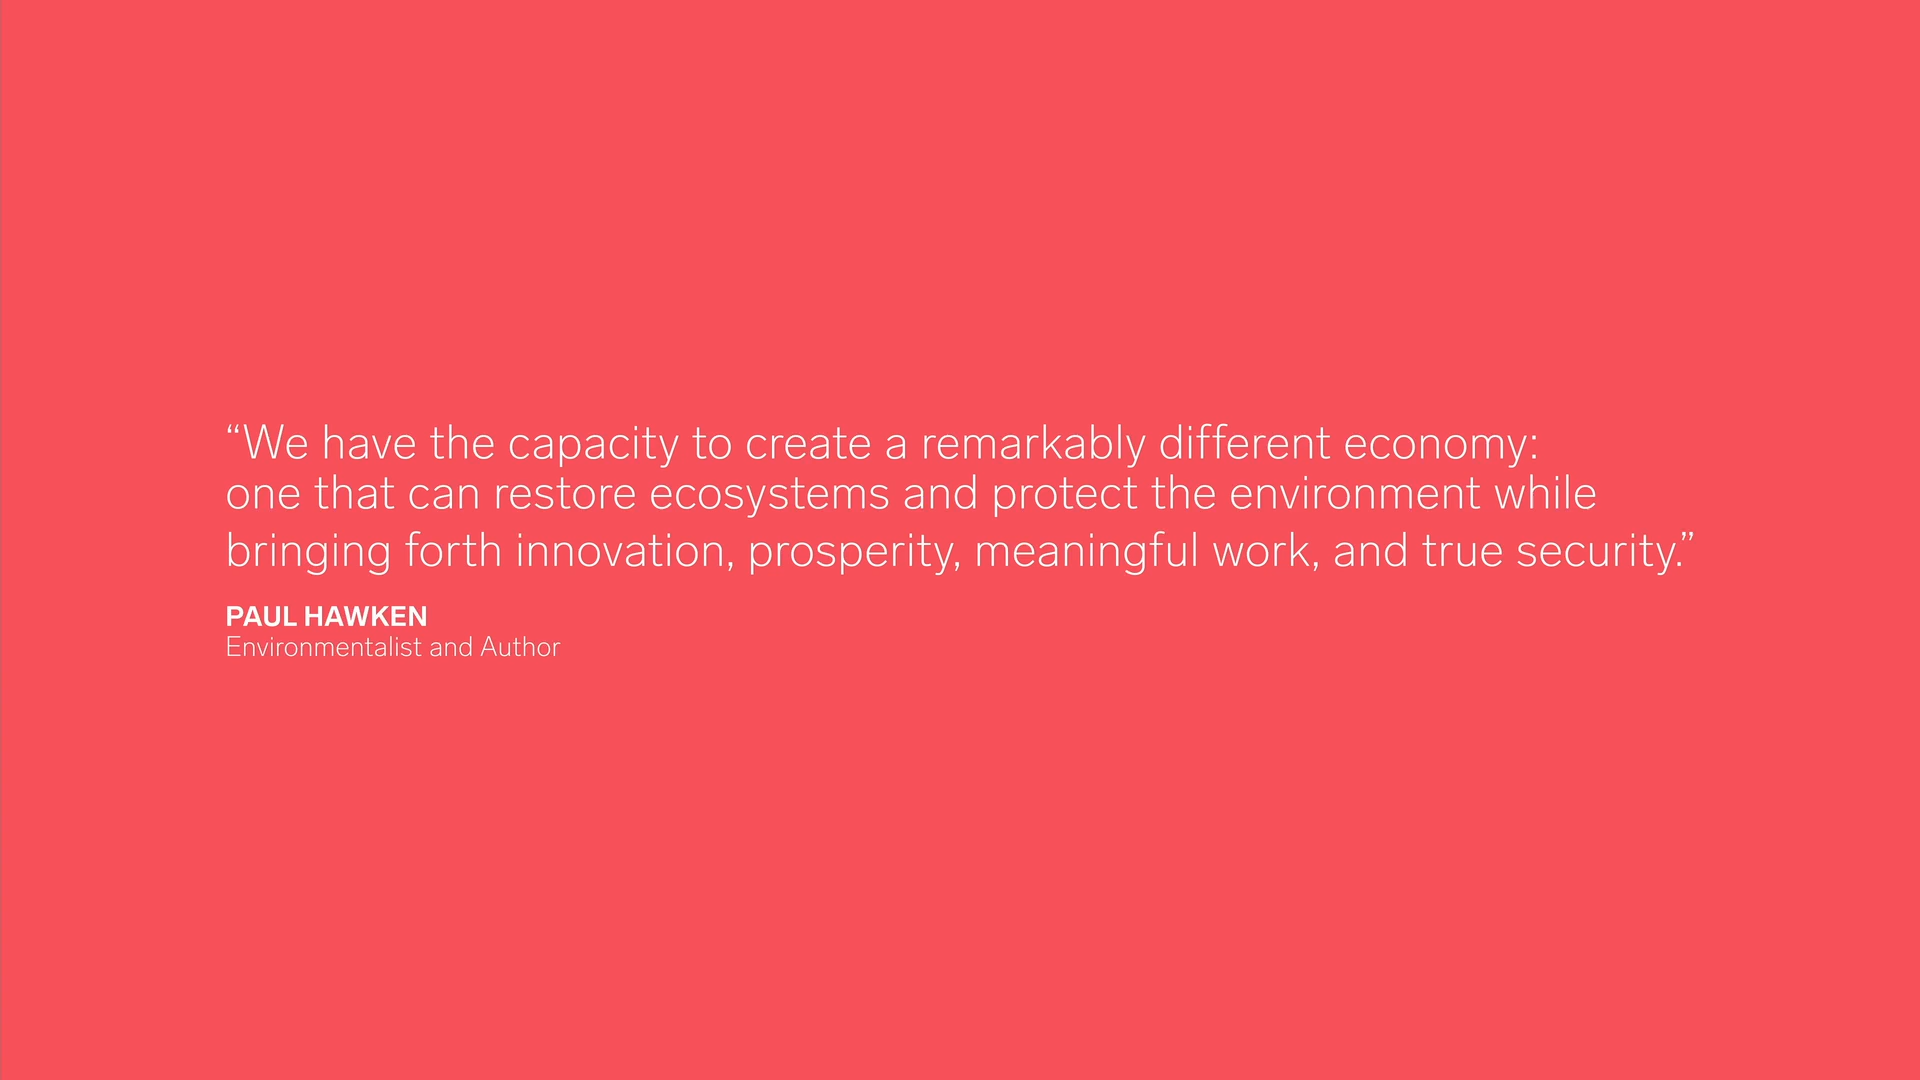 “We have the capacity to create a remarkably different economy:
one that can restore ecosystems and protect the environment while
bringing forth innovation, prosperity, meaningful work, and true security.”
PAUL HAWKEN
Environmentalist and Author